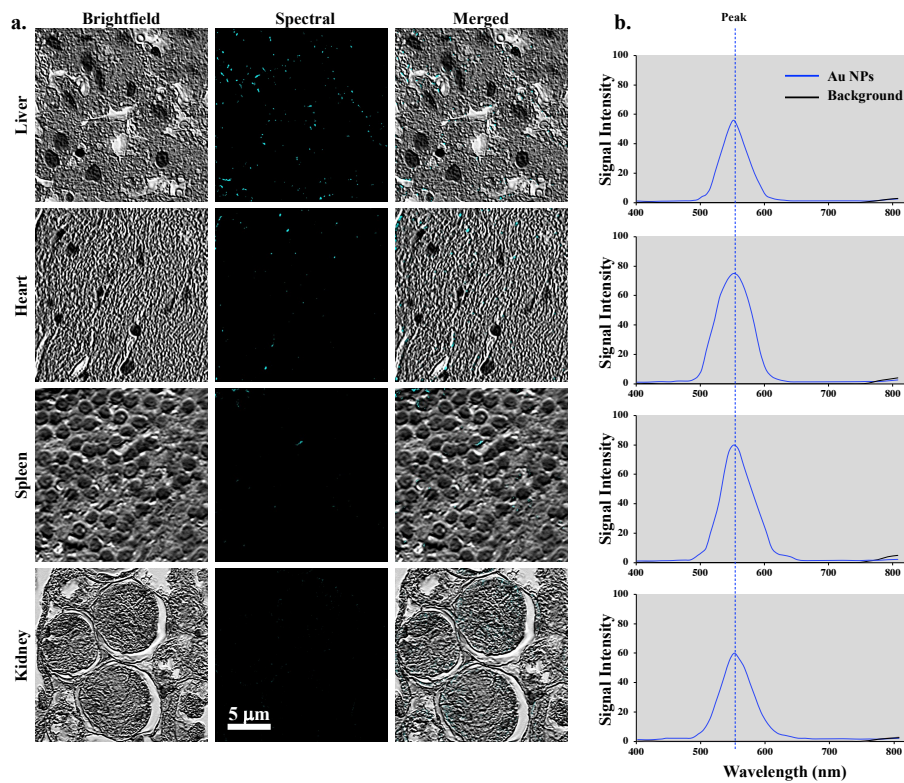 a.
Brightfield
Spectral
Merged
Liver
Heart
Spleen
Kidney
5 μm
b.
Peak
Au NPs
Background
Signal Intensity
100
80
60
40
20
0
400 500 600 700 800
Signal Intensity
100
80
60
40
20
0
400 500 600 700 800
Signal Intensity
100
80
60
40
20
0
400 500 600 700 800
Signal Intensity
100
80
60
40
20
0
400 500 600 700 800
Wavelength (nm)